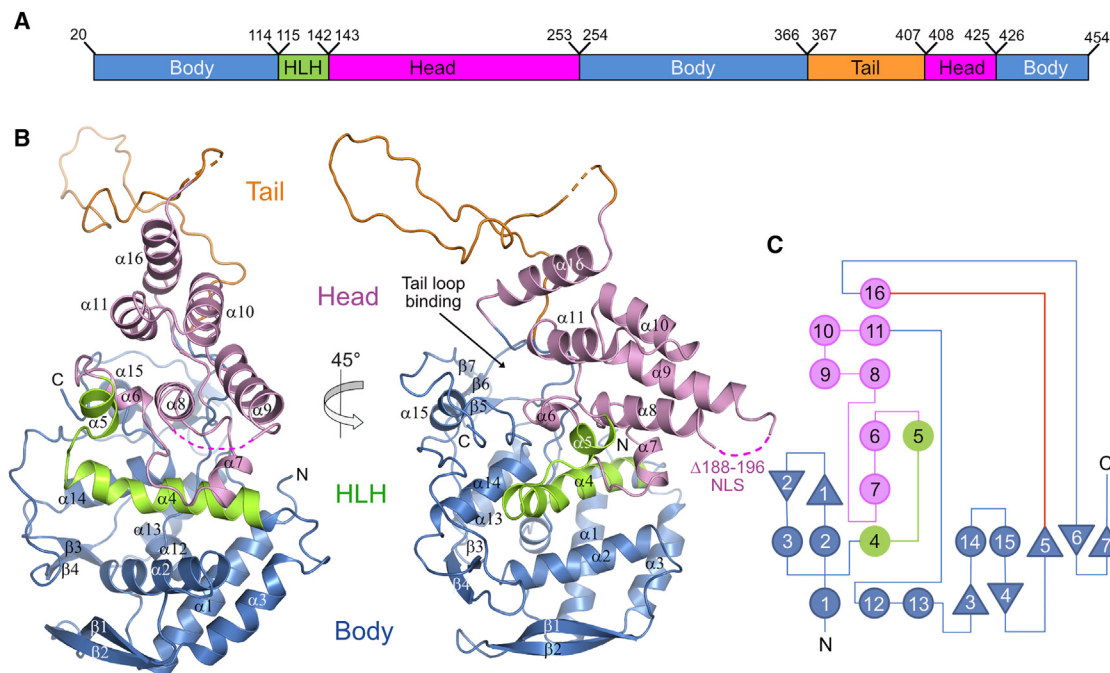 A
20 114 115 142 143 253 254 366 367 407 408 425 426 454
Body HLH Head Body Tail Head Body
B
Tail
α16
α11
α10
Head
C
α15
α6
α8
α9
α5
α7
N
α14
α4
HLH
α13
β3
α12
β4
α2
α1
α3
β1
β2
Body
45°
Tail loop
binding
α16
α11
α10
β7
α9
β6
α15
β5
α6
α8
C
α5
N
α7
Δ188-196
NLS
α14
α4
α13
α1
β3
α2
α3
β4
β1
β2
C
16
10 11
9 8
6 5
2 1
7
C
3 2 4
14 15 5 6 7
1 12 13 3 4
N